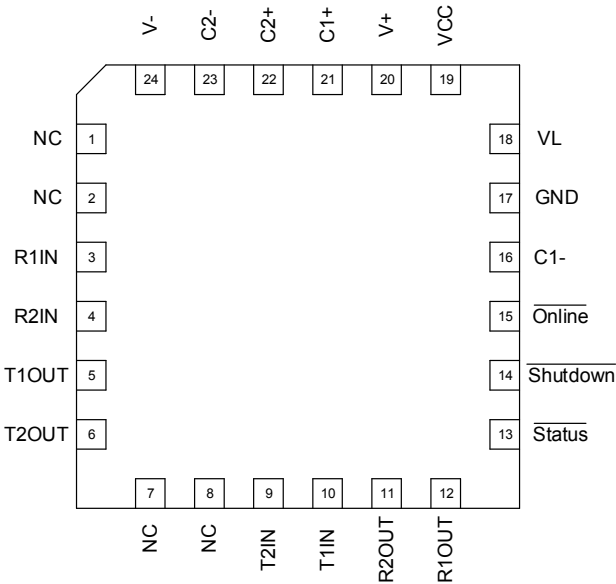 V-
C2-
C2+
C1+
V+
VCC
24
23
22
21
20
19
NC 1
18 VL
NC 2
17 GND
R1IN 3
16 C1-
R2IN 4
15 Online
T1OUT 5
14 Shutdown
T2OUT 6
13 Status
7
8
9
10
11
12
NC
NC
T2IN
T1IN
R2OUT
R1OUT